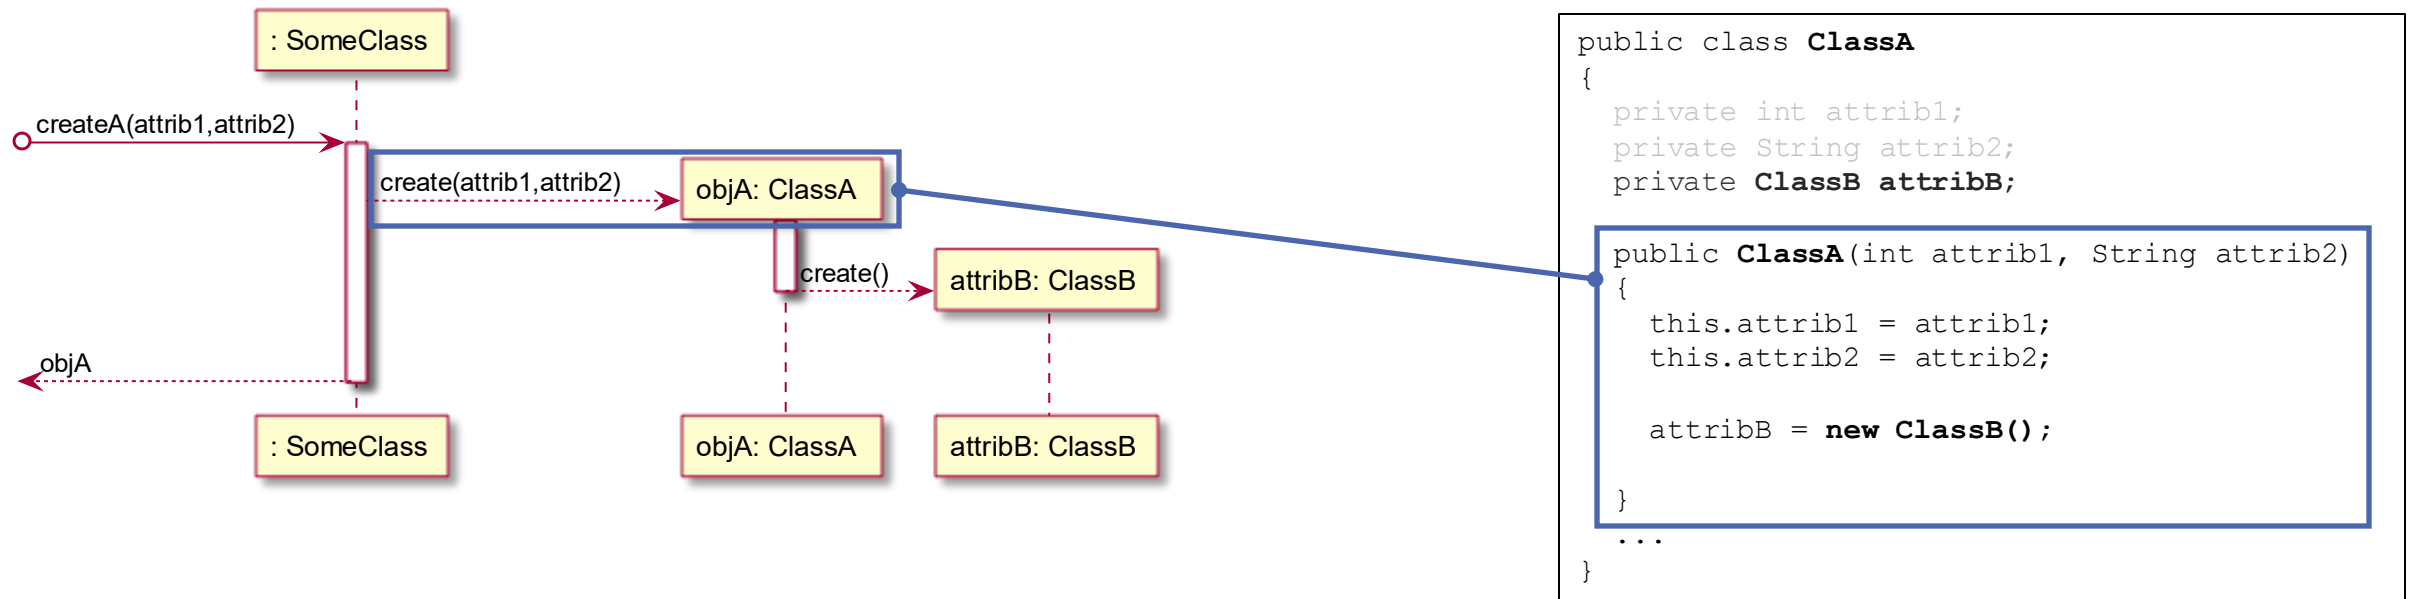 : SomeClass
createA(attrib1,attrib2)
create(attrib1,attrib2)
objA: ClassA
create()
attribB: ClassB
objA
: SomeClass
objA: ClassA
attribB: ClassB
public class ClassA
{
private int attrib1;
private String attrib2;
private ClassB attribB;
public ClassA(int attrib1, String attrib2)
{
this.attrib1 = attrib1;
this.attrib2 = attrib2;
attribB = new ClassB();
}
...
}